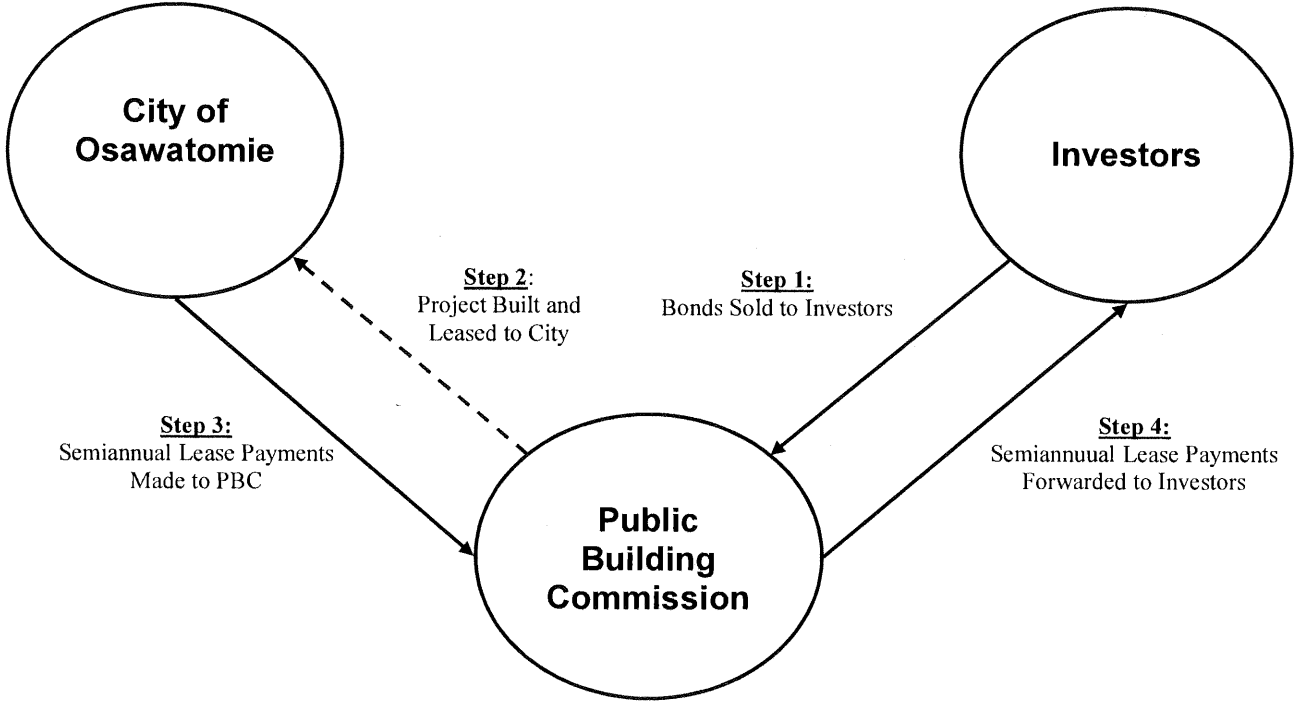 City of
Osawatomie
Investors
Step 1:
Bonds Sold to Investors
Step 2:
Project Built and
Leased to City
Step 3:
Semiannual Lease Payments
Made to PBC
Step 4:
Semiannuual Lease Payments
Forwarded to Investors
Public
Building
Commission